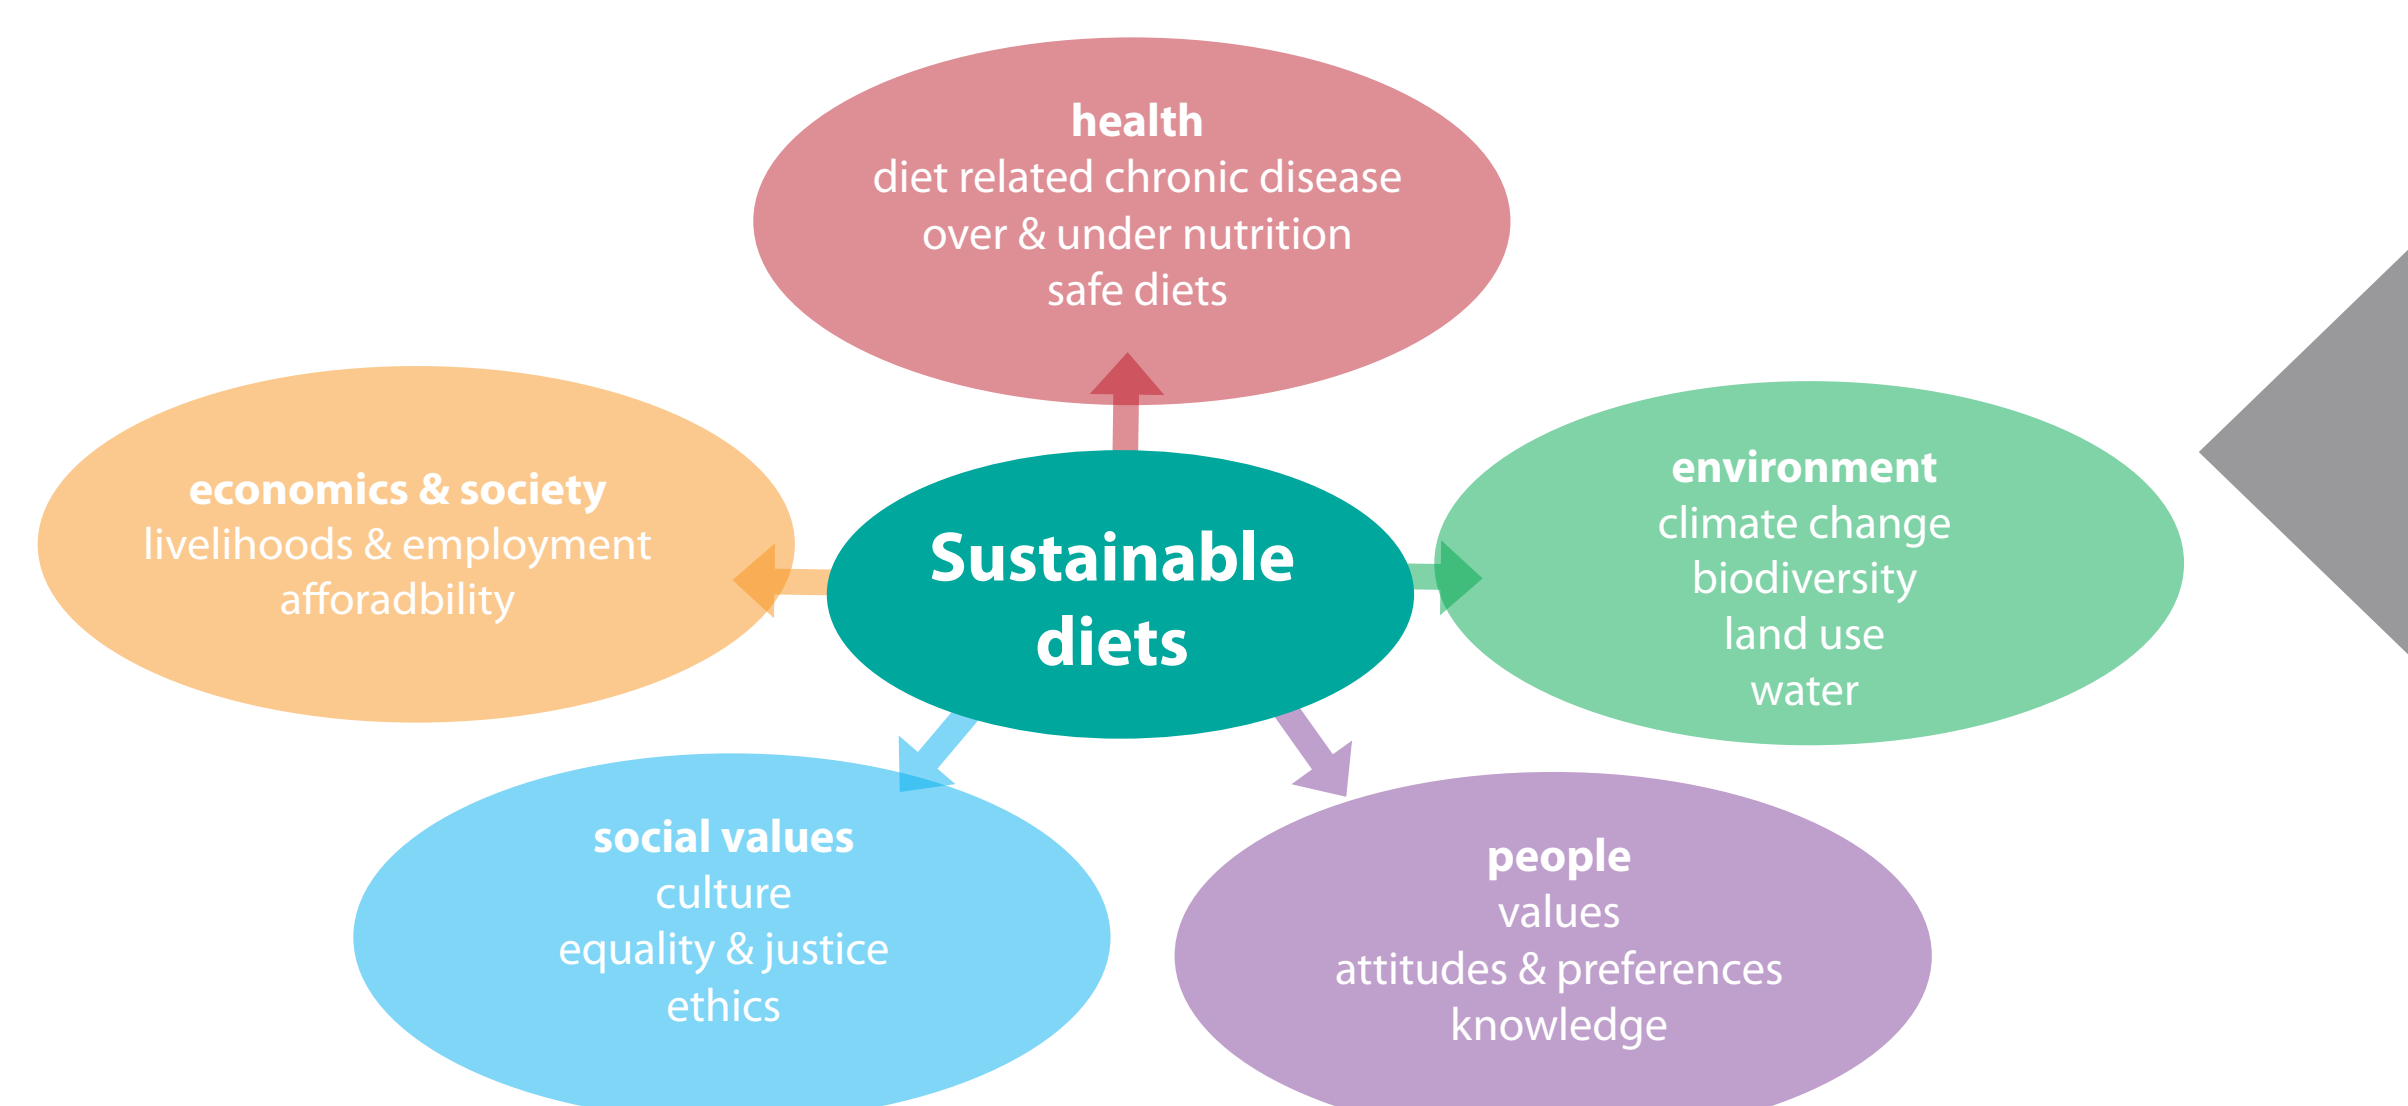 health
diet related chronic disease
over & under nutrition
safe diets
economics & society
livelihoods & employment
afforadbility
Sustainable
diets
environment
climate change
biodiversity
land use
water
social values
culture
equality & justice
ethics
people
values
attitudes & preferences
knowledge